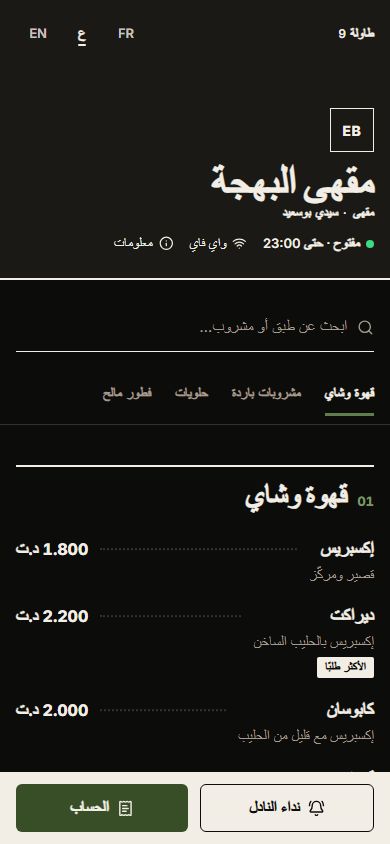 طاولة 9
FR
ع
EN
EB
مقهى البهجة
مقهى · سيدي بوسعيد
مفتوح · حتى 23:00
واي فاي
معلومات
ابحث عن طبق أو مشروب...
قهوة وشاي
مشروبات باردة
حلويات
فطور مالح
01 قهوة وشاي
إكسبريس 1.800 د.ت
قصير ومركّز
ديراكت 2.200 د.ت
إكسبريس بالحليب الساخن
الأكثر طلبًا
كابوسان 2.000 د.ت
إكسبريس مع قليل من الحليب
نداء النادل
الحساب